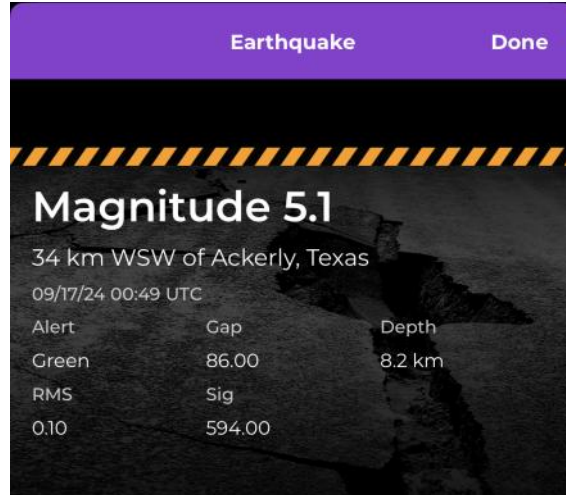 Earthquake Done
Magnitude 5.1
34 km WSW of Ackerly, Texas
09/17/24 00:49 UTC
Alert Gap Depth
Green 86.00 8.2 km
RMS Sig
0.10 594.00